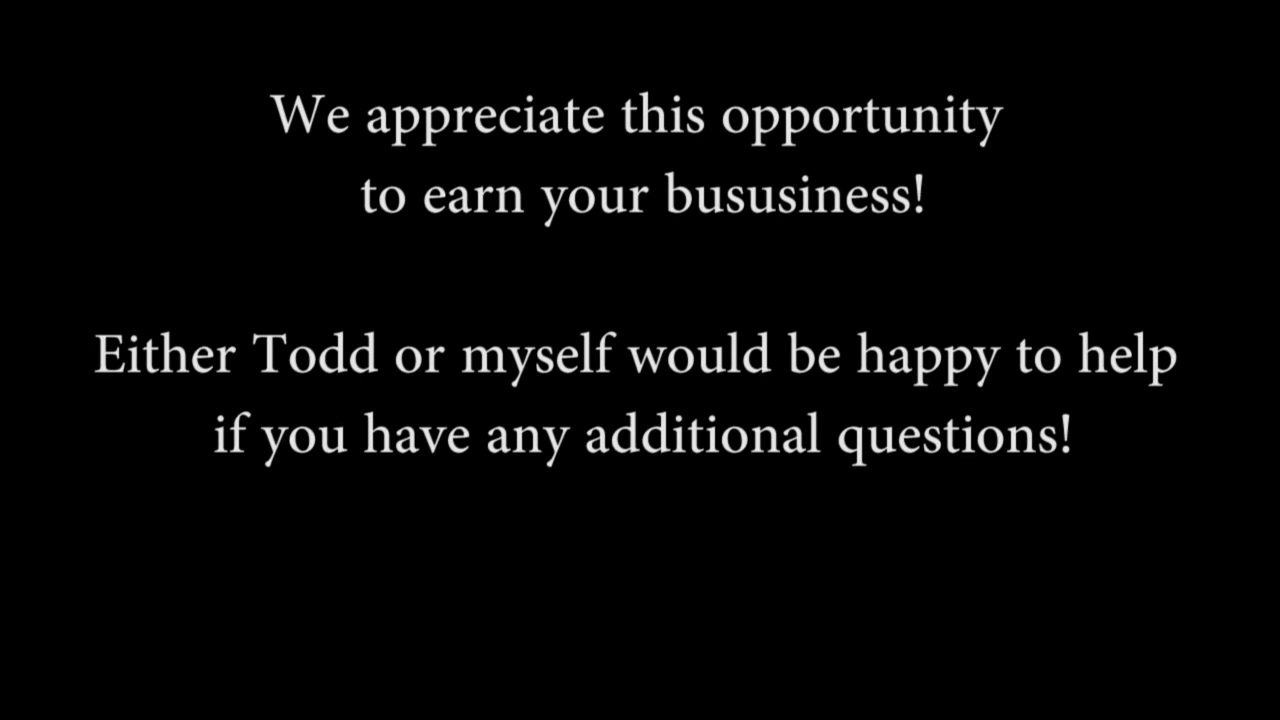 We appreciate this opportunity
to earn your bususiness!
Either Todd or myself would be happy to help
if you have any additional questions!